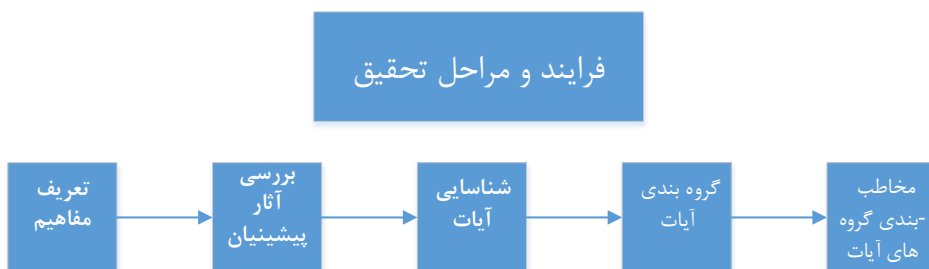 فرایند و مراحل تحقیق
تعریف
مفاهیم
بررسی
آثار
پیشینیان
شناسایی
آیات
گروه بندی
آیات
مخاطب
-بندی گروه
های آیات